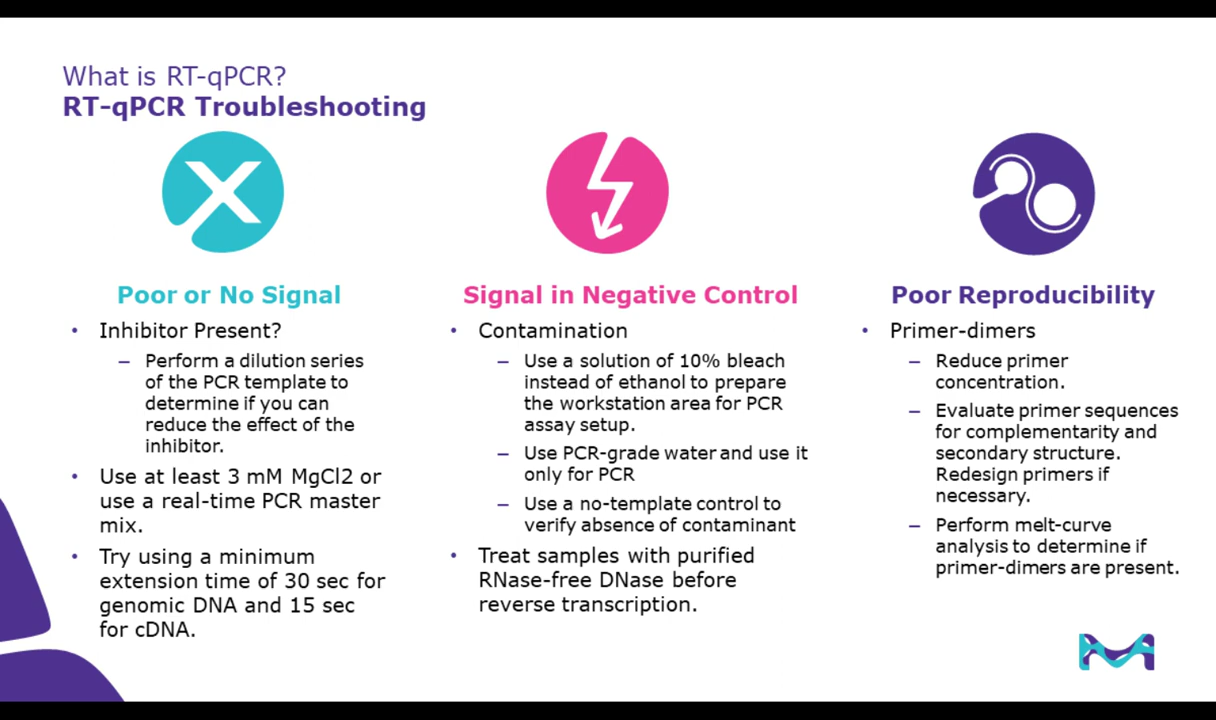 What is RT-qPCR?
RT-qPCR Troubleshooting
Poor or No Signal
• Inhibitor Present?
– Perform a dilution series
of the PCR template to
determine if you can
reduce the effect of the
inhibitor.
• Use at least 3 mM MgCl2 or
use a real-time PCR master
mix.
• Try using a minimum
extension time of 30 sec for
genomic DNA and 15 sec
for cDNA.
Signal in Negative Control
• Contamination
– Use a solution of 10% bleach
instead of ethanol to prepare
the workstation area for PCR
assay setup.
– Use PCR-grade water and use it
only for PCR
– Use a no-template control to
verify absence of contaminant
• Treat samples with purified
RNase-free DNase before
reverse transcription.
Poor Reproducibility
• Primer-dimers
– Reduce primer
concentration.
– Evaluate primer sequences
for complementarity and
secondary structure.
Redesign primers if
necessary.
– Perform melt-curve
analysis to determine if
primer-dimers are present.